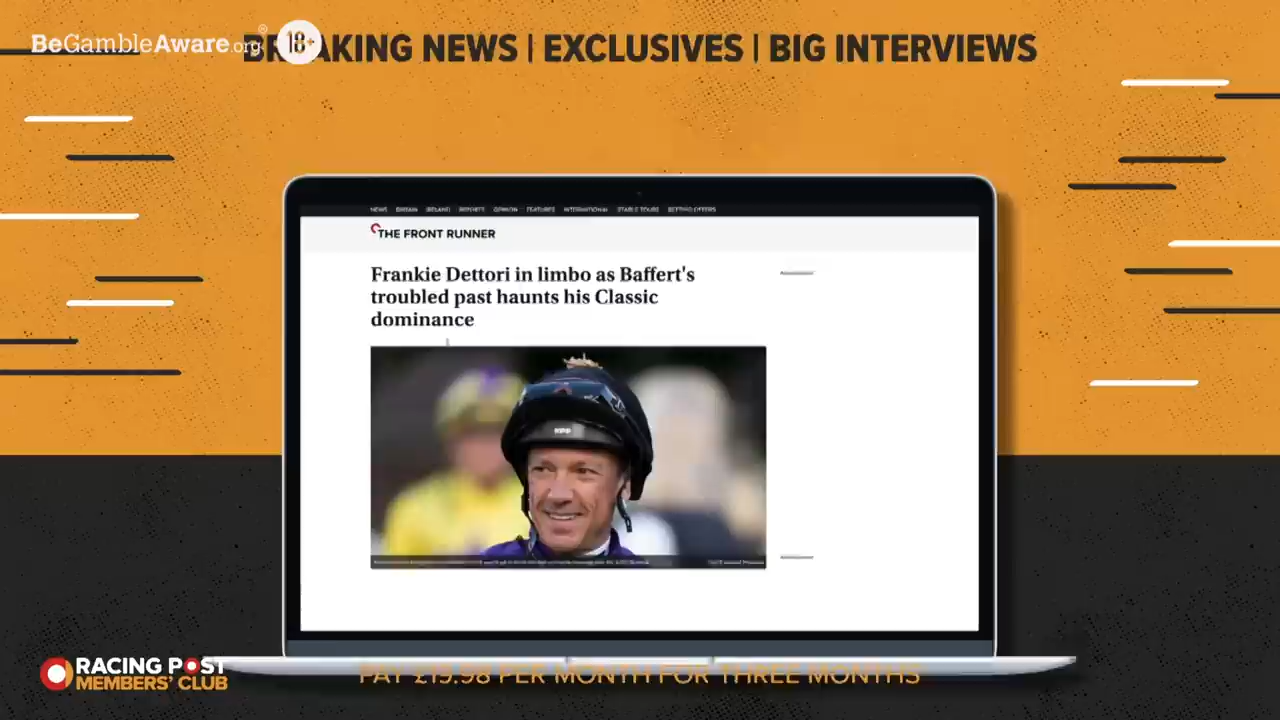 BeGambleAware.org®
18+
BREAKING NEWS | EXCLUSIVES | BIG INTERVIEWS
NEWS BRITAIN IRELAND REPORTS OPINION FEATURES INTERNATIONAL STABLE TOURS BETTING OFFERS
THE FRONT RUNNER
Frankie Dettori in limbo as Baffert's
troubled past haunts his Classic
dominance
RACING POST
MEMBERS' CLUB
PAY £19.98 PER MONTH FOR THREE MONTHS